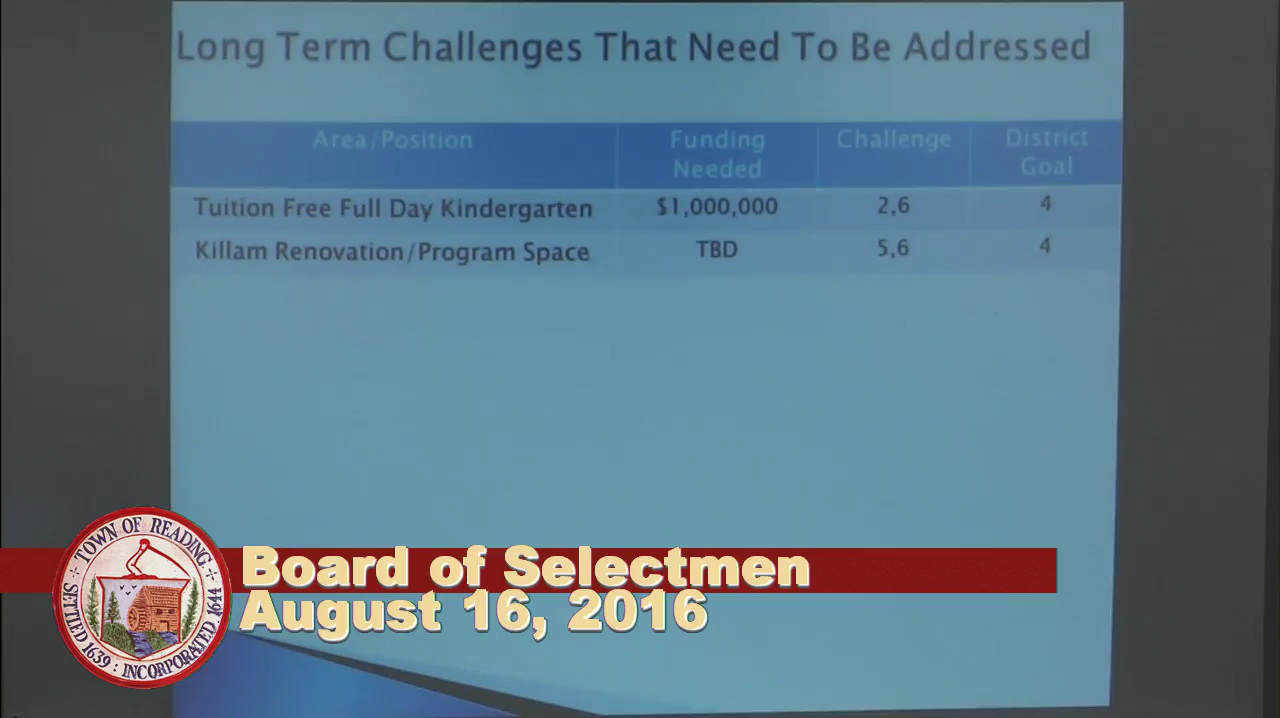 Long Term Challenges That Need To Be Addressed
Area/Position Funding Needed Challenge District Goal
Tuition Free Full Day Kindergarten $1,000,000 2,6 4
Killam Renovation/Program Space TBD 5,6 4
TOWN OF READING
SETTLED 1639 : INCORPORATED 1644
Board of Selectmen
August 16, 2016